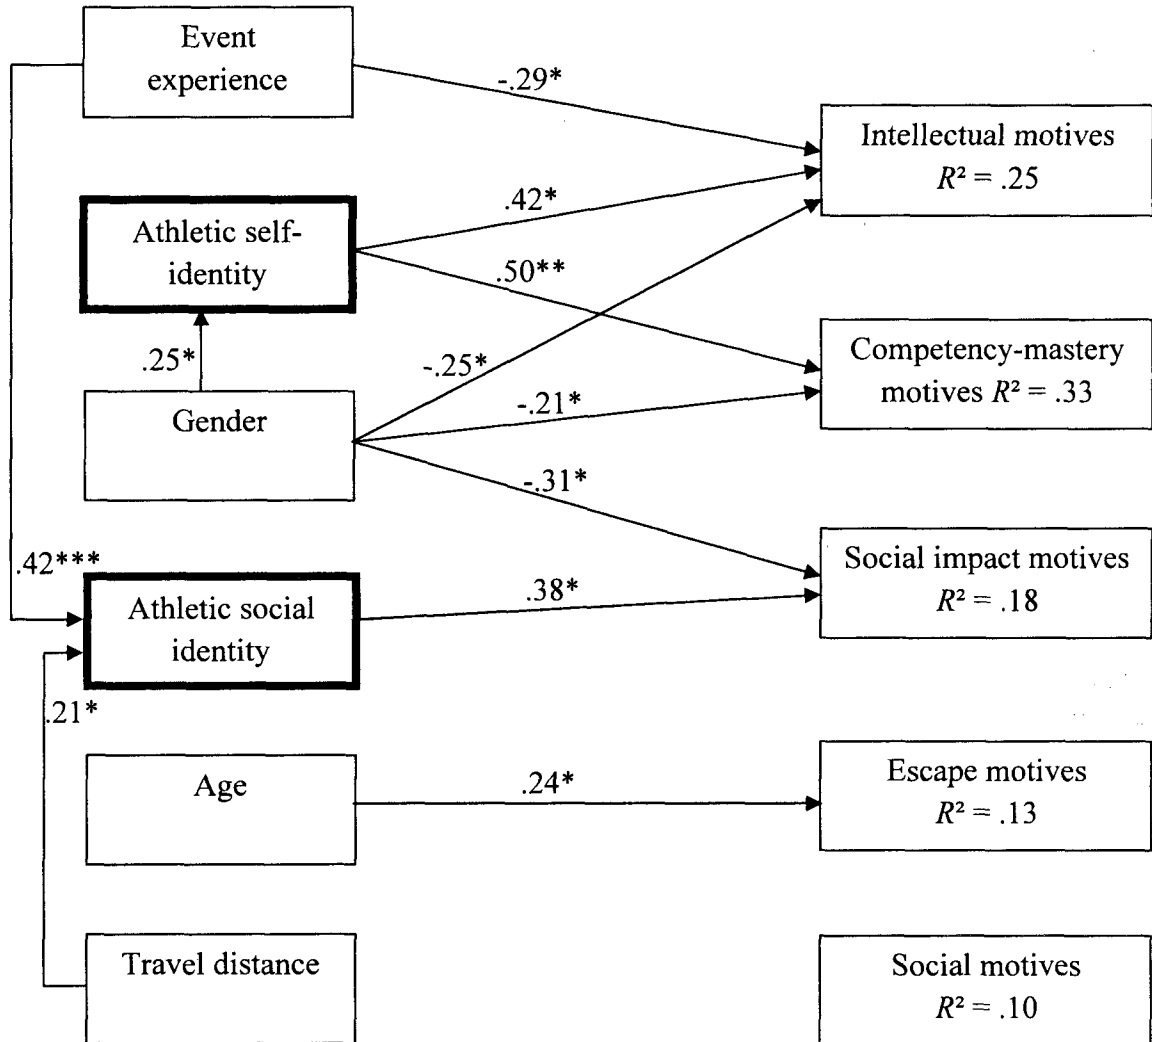 Event
experience
-.29*
Intellectual motives
R² = .25
Athletic self-
identity
.42*
.50**
.25*
Gender
-.25*
-.21*
-.31*
Competency-mastery
motives R² = .33
.42***
Athletic social
identity
.38*
Social impact motives
R² = .18
.21*
Age
.24*
Escape motives
R² = .13
Travel distance
Social motives
R² = .10